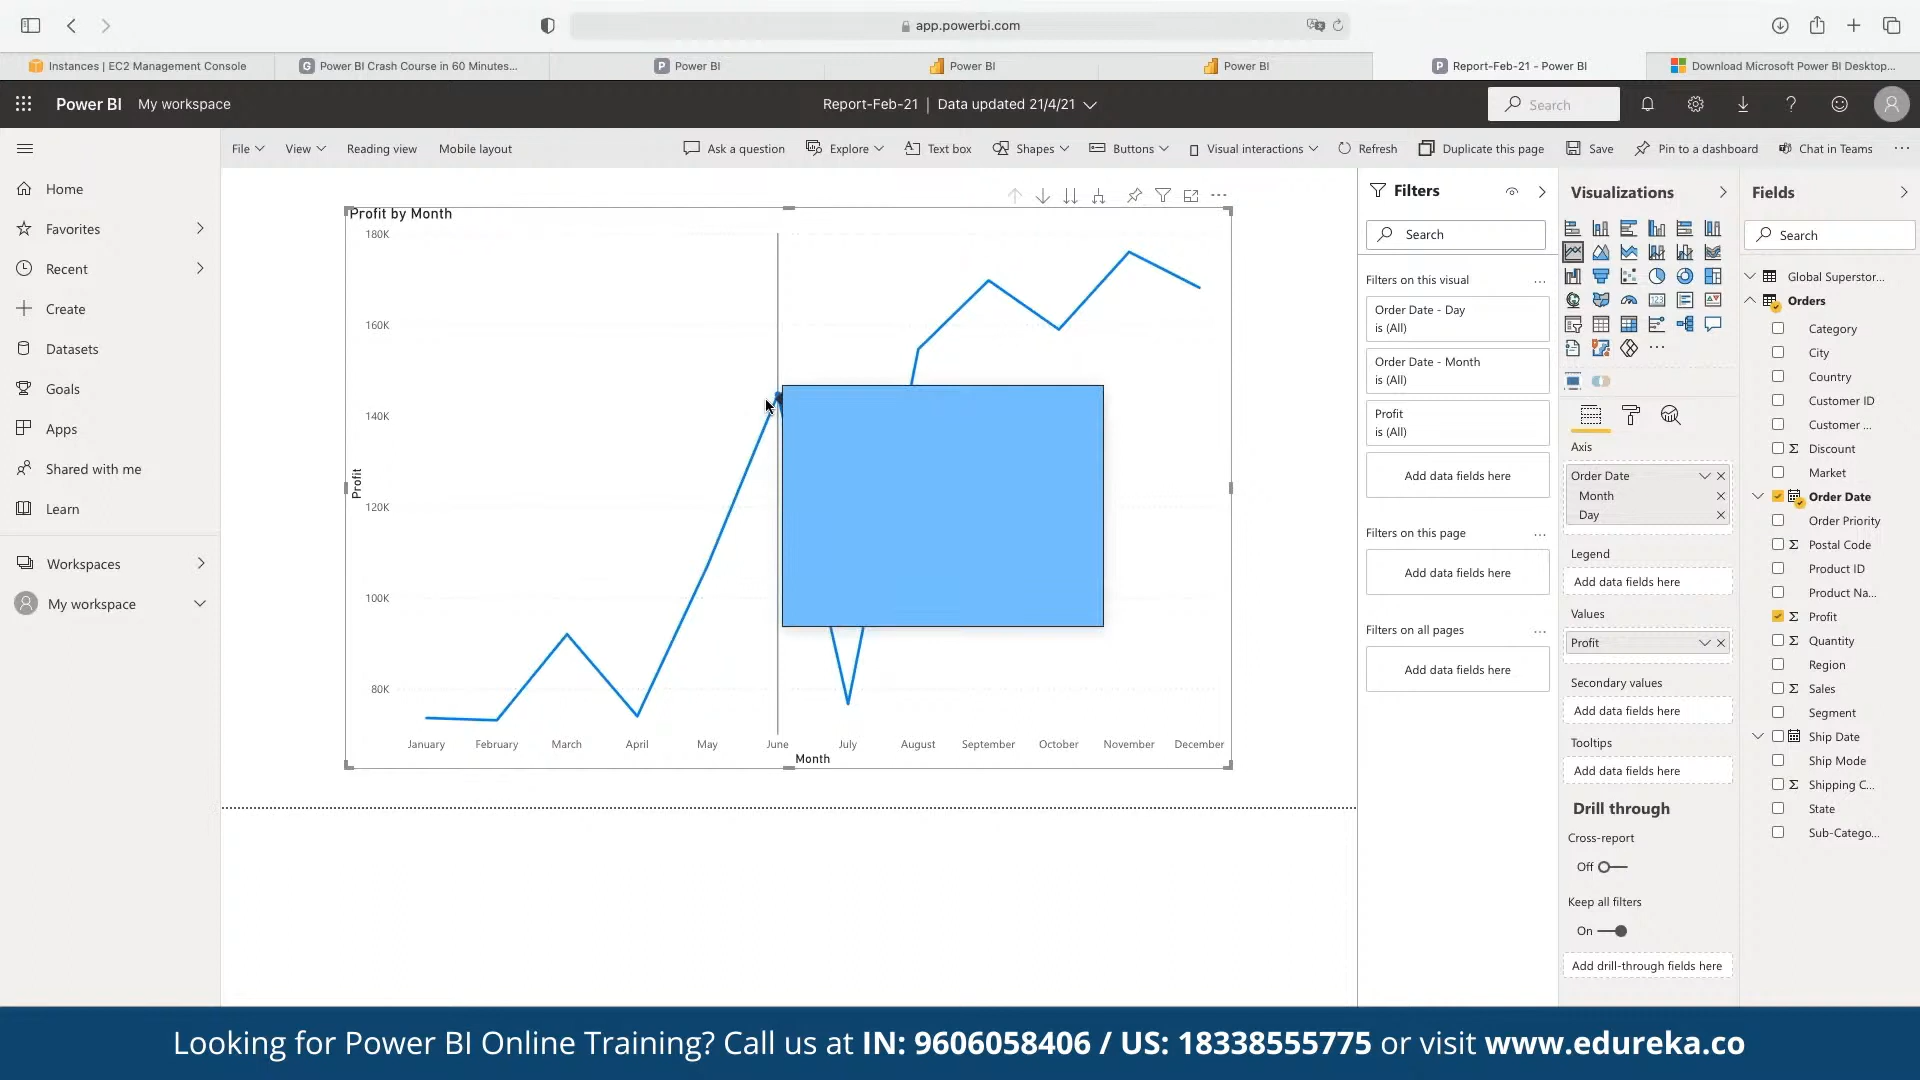 app.powerbi.com
Instances | EC2 Management Console
Power BI Crash Course in 60 Minutes...
Power BI
Power BI
Power BI
Report-Feb-21 - Power BI
Download Microsoft Power BI Desktop...
Power BI My workspace
Report-Feb-21 | Data updated 21/4/21
Search
File View Reading view Mobile layout
Ask a question Explore Text box Shapes Buttons Visual interactions Refresh Duplicate this page Save Pin to a dashboard Chat in Teams
Home
Favorites
Recent
Create
Datasets
Goals
Apps
Shared with me
Learn
Workspaces
My workspace
Profit by Month
180K
160K
140K
120K
100K
80K
Profit
January February March April May June July August September October November December
Month
Filters
Search
Filters on this visual
Order Date - Day
is (All)
Order Date - Month
is (All)
Profit
is (All)
Add data fields here
Filters on this page
Add data fields here
Filters on all pages
Add data fields here
Visualizations
Axis
Order Date
Month
Day
Legend
Add data fields here
Values
Profit
Secondary values
Add data fields here
Tooltips
Add data fields here
Drill through
Cross-report
Off
Keep all filters
On
Add drill-through fields here
Fields
Search
Global Superstor...
Orders
Category
City
Country
Customer ID
Customer ...
Discount
Market
Order Date
Order Priority
Postal Code
Product ID
Product Na...
Profit
Quantity
Region
Sales
Segment
Ship Date
Ship Mode
Shipping C...
State
Sub-Catego...
Looking for Power BI Online Training? Call us at IN: 9606058406 / US: 18338555775 or visit www.edureka.co